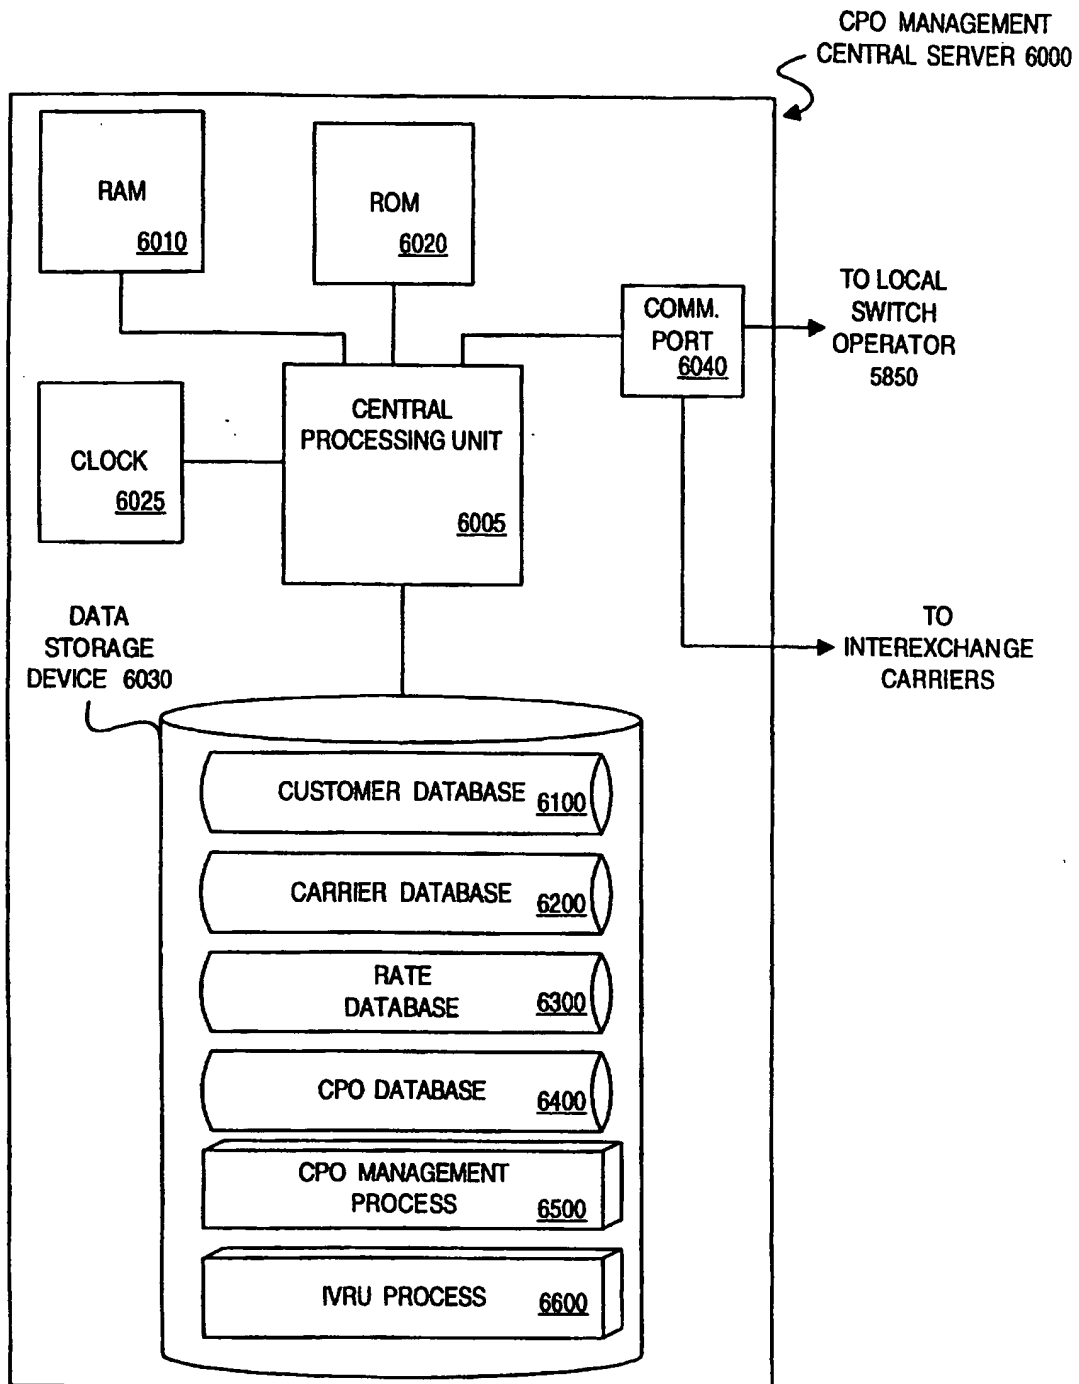 CPO MANAGEMENT
CENTRAL SERVER 6000
RAM
6010
ROM
6020
COMM.
PORT
6040
TO LOCAL
SWITCH
OPERATOR
5850
CENTRAL
PROCESSING UNIT
6005
CLOCK
6025
DATA
STORAGE
DEVICE 6030
TO
INTEREXCHANGE
CARRIERS
CUSTOMER DATABASE 6100
CARRIER DATABASE 6200
RATE
DATABASE 6300
CPO DATABASE 6400
CPO MANAGEMENT
PROCESS 6500
IVRU PROCESS 6600